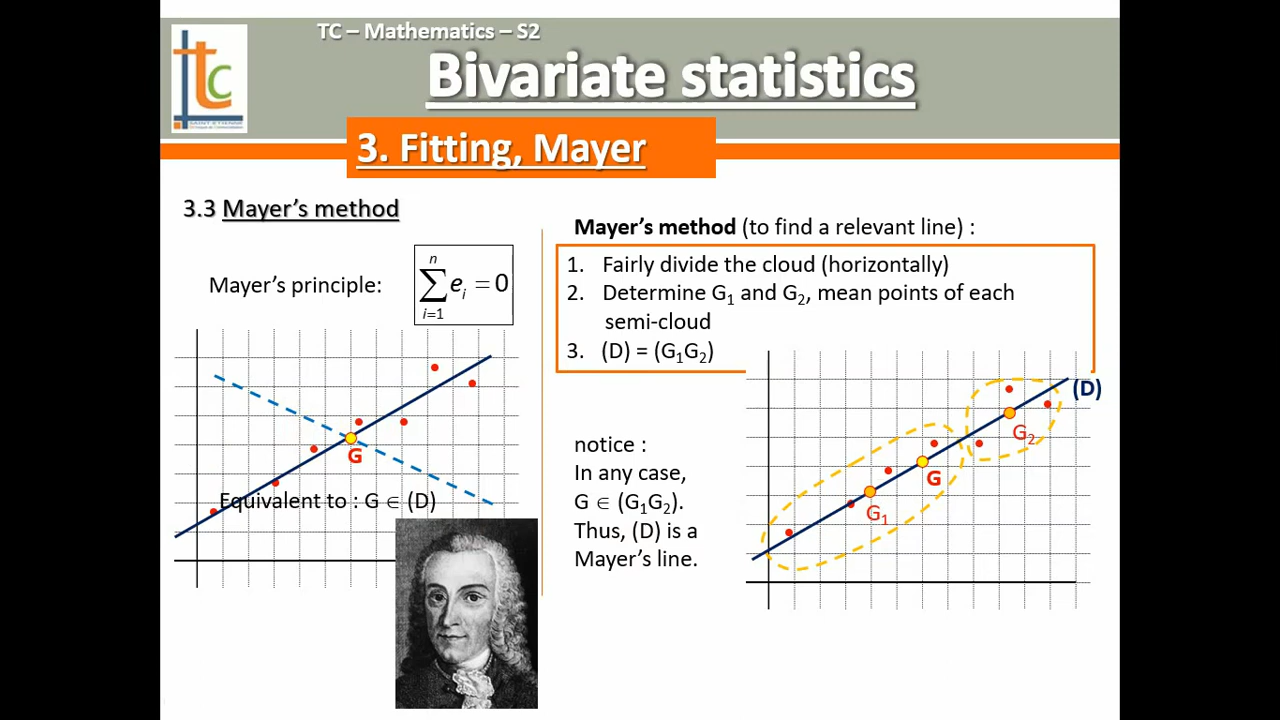 TC – Mathematics – S2
Bivariate statistics
tc
3. Fitting, Mayer
3.3 Mayer's method
Mayer's principle:
n
∑ eᵢ = 0
i=1
G
Equivalent to : G ∈ (D)
Mayer's method (to find a relevant line) :
1. Fairly divide the cloud (horizontally)
2. Determine G₁ and G₂, mean points of each
semi-cloud
3. (D) = (G₁G₂)
notice :
In any case,
G ∈ (G₁G₂).
Thus, (D) is a
Mayer's line.
(D)
G₂
G
G₁